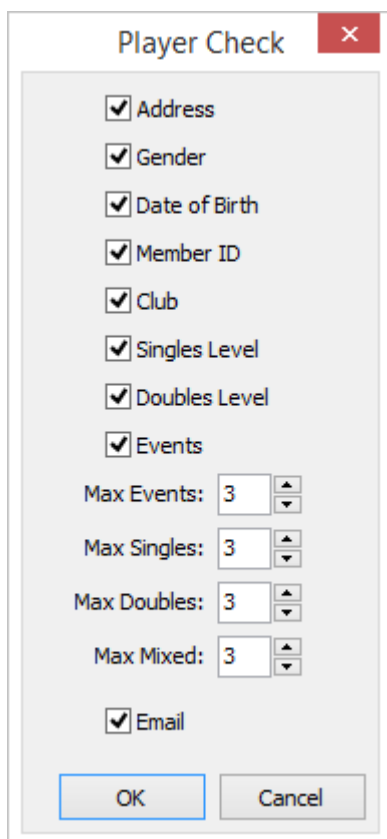 Player Check
Address
Gender
Date of Birth
Member ID
Club
Singles Level
Doubles Level
Events
Max Events: 3
Max Singles: 3
Max Doubles: 3
Max Mixed: 3
Email
OK Cancel